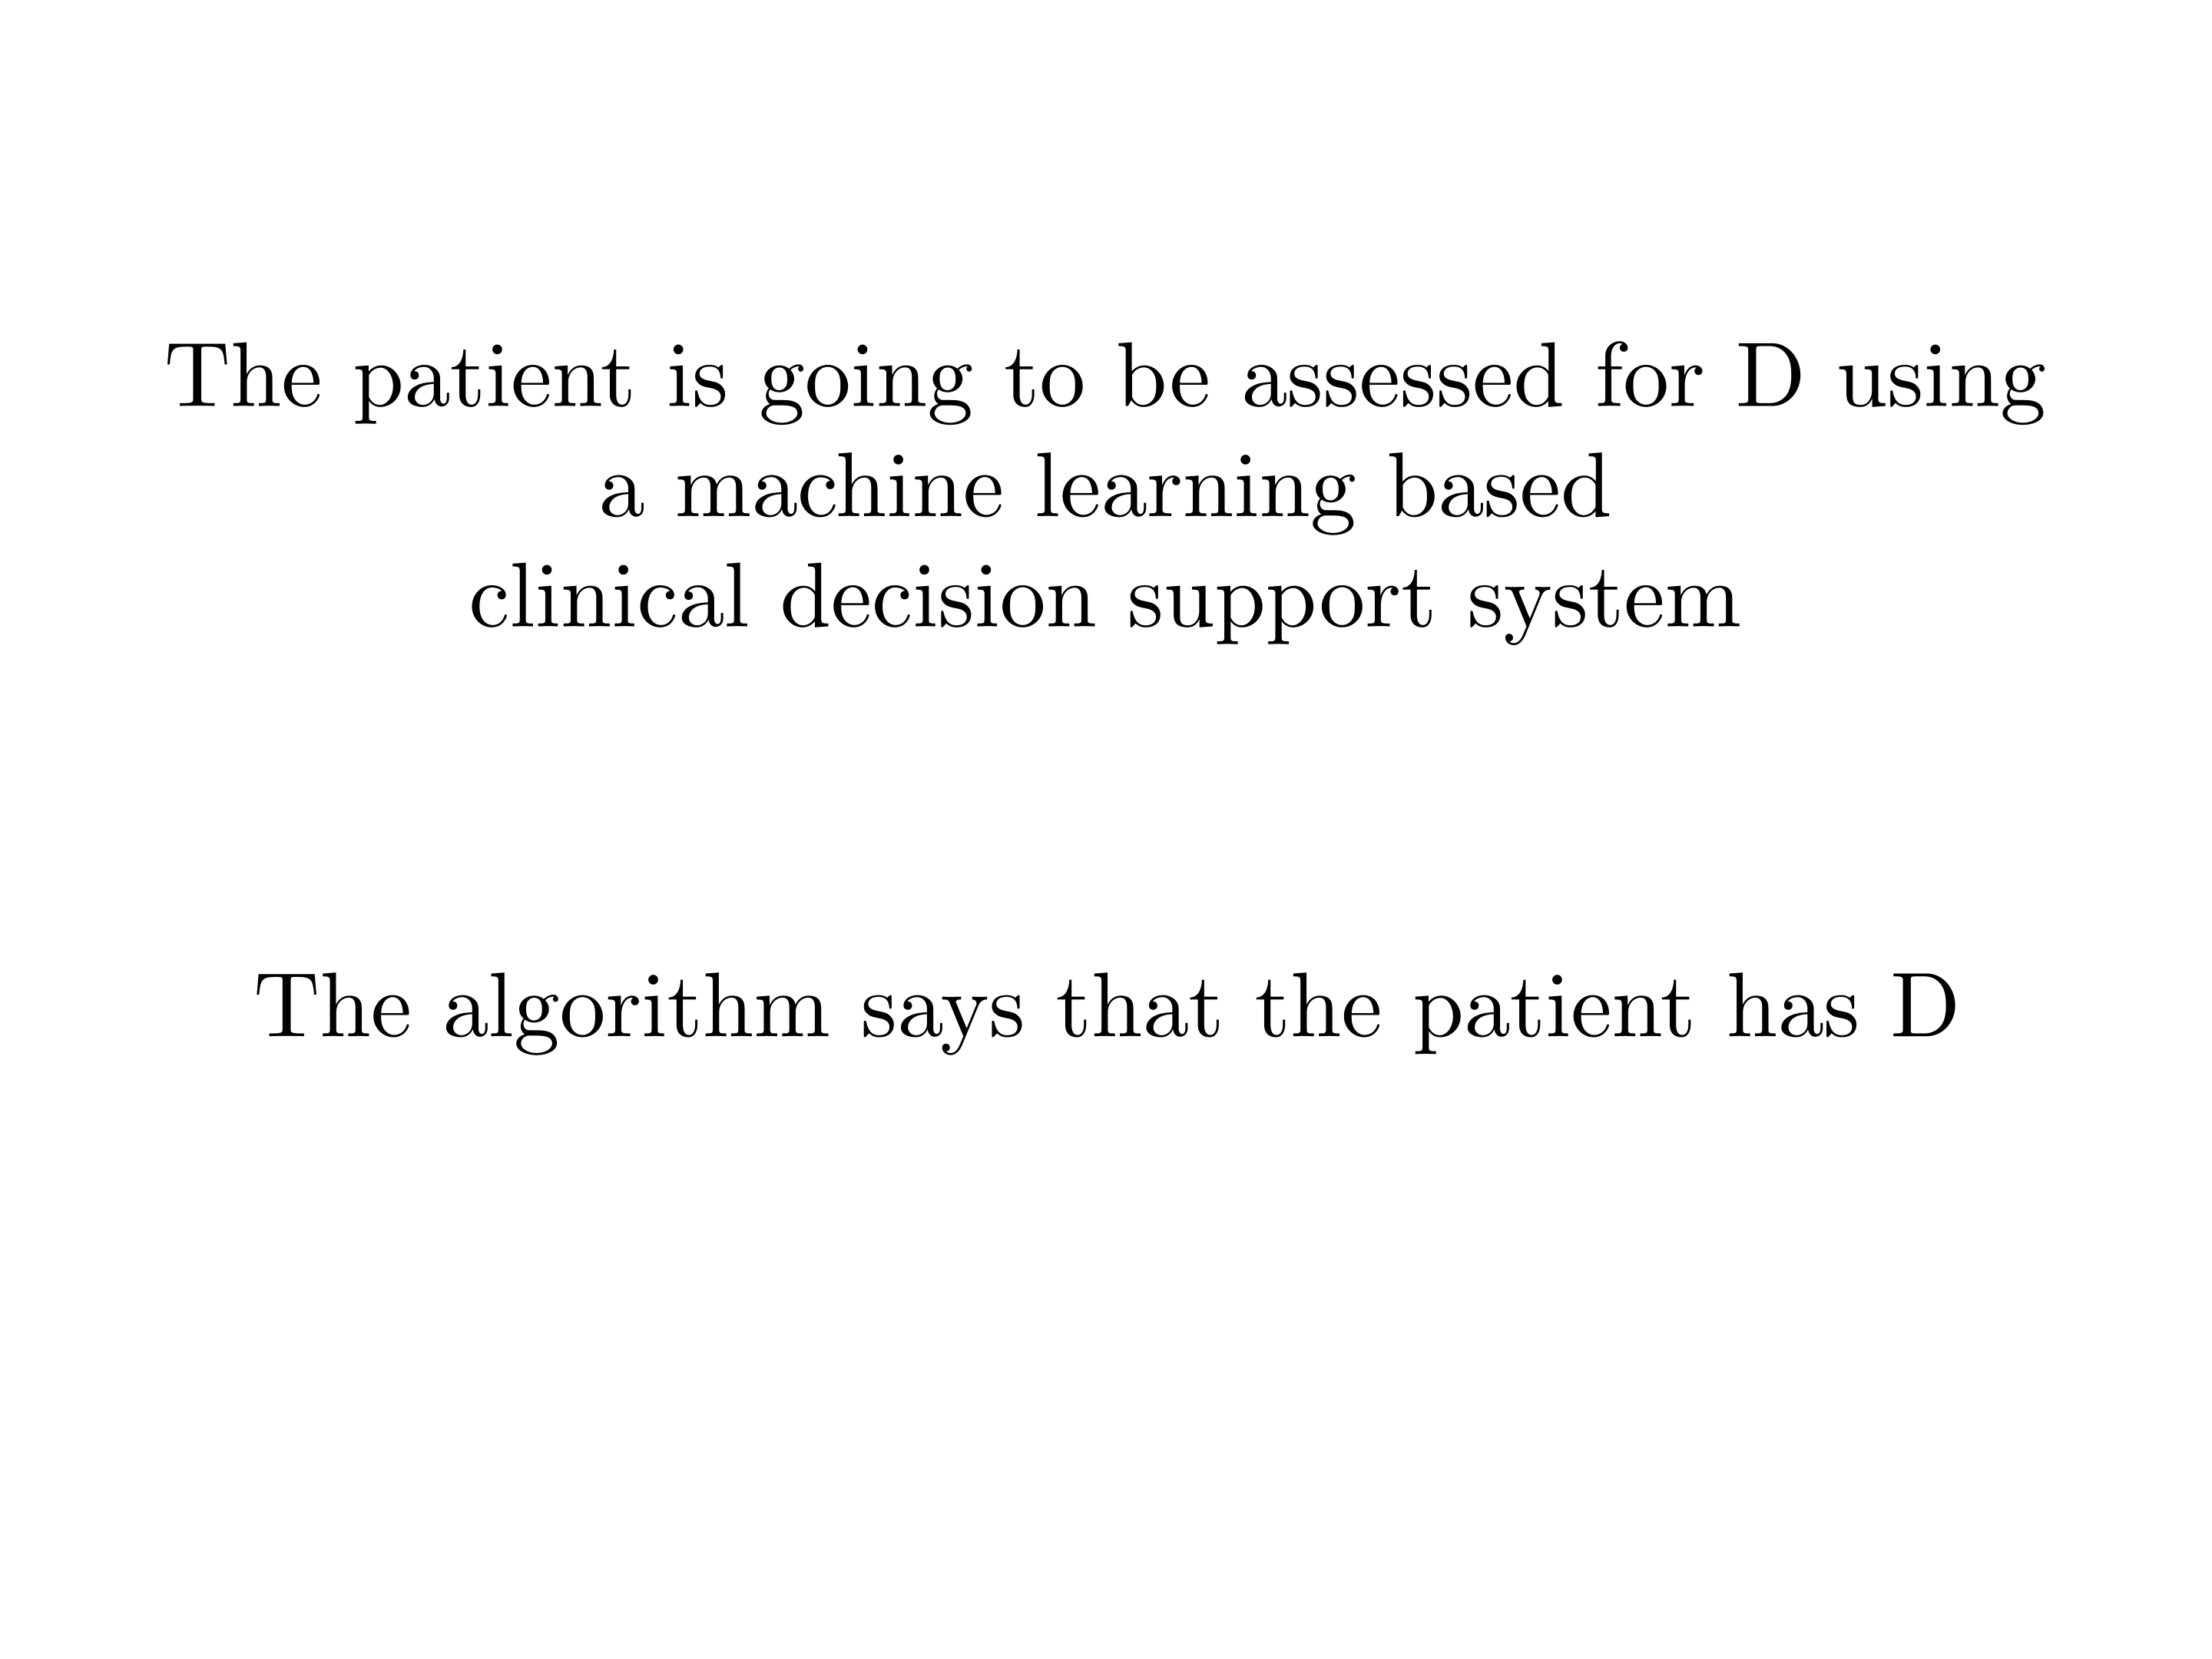 The patient is going to be assessed for D using
a machine learning based
clinical decision support system
The algorithm says that the patient has D